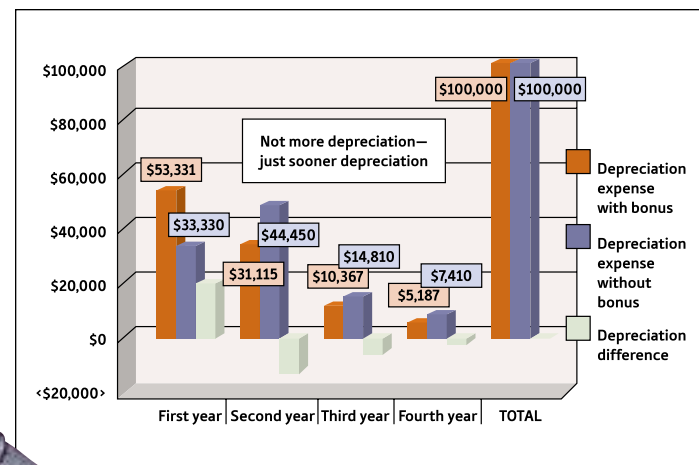 $100,000
$80,000
$60,000
$40,000
$20,000
$0
<$20,000>
Not more depreciation—
just sooner depreciation
$53,331
$33,330
$31,115
$44,450
$10,367
$14,810
$5,187
$7,410
$100,000
$100,000
First year
Second year
Third year
Fourth year
TOTAL
Depreciation
expense
with bonus
Depreciation
expense
without
bonus
Depreciation
difference